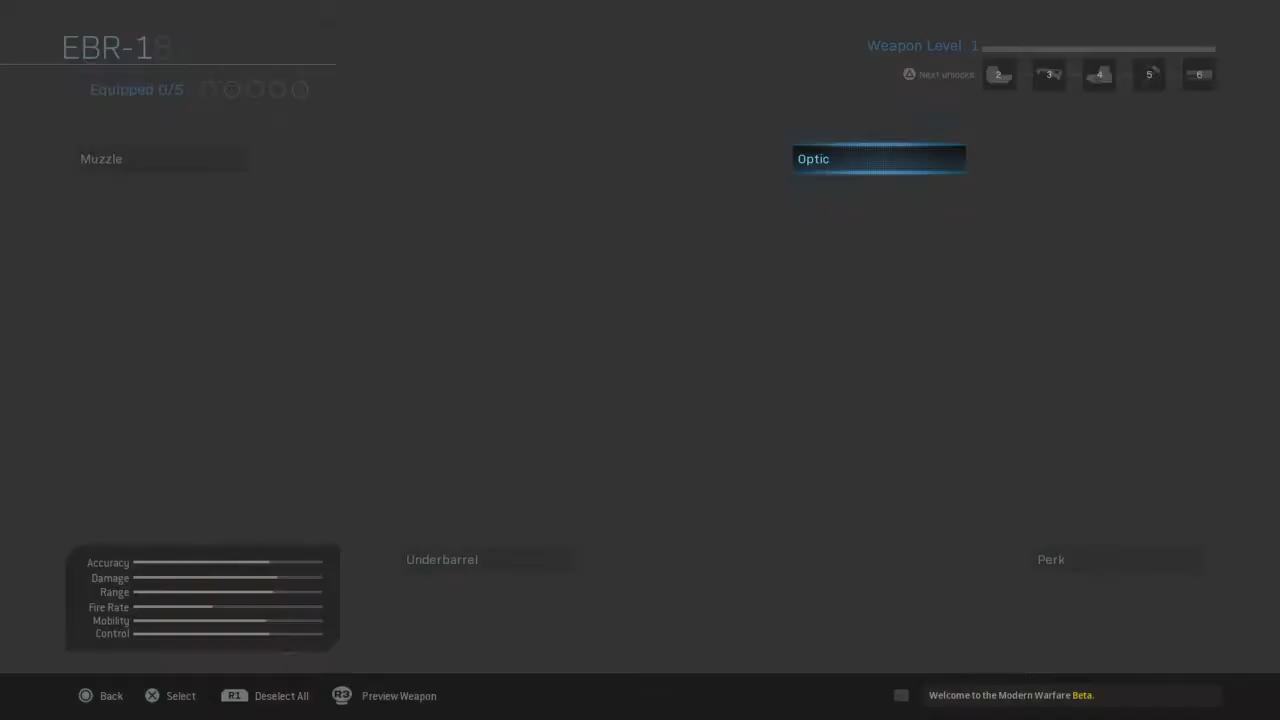 EBR-18
Weapon Level 1
Next unlocks: 2 3 4 5 6
Equipped 0/5
Muzzle
Optic
Underbarrel
Perk
Accuracy
Damage
Range
Fire Rate
Mobility
Control
Back
Select
R1 Deselect All
R3 Preview Weapon
Welcome to the Modern Warfare Beta.